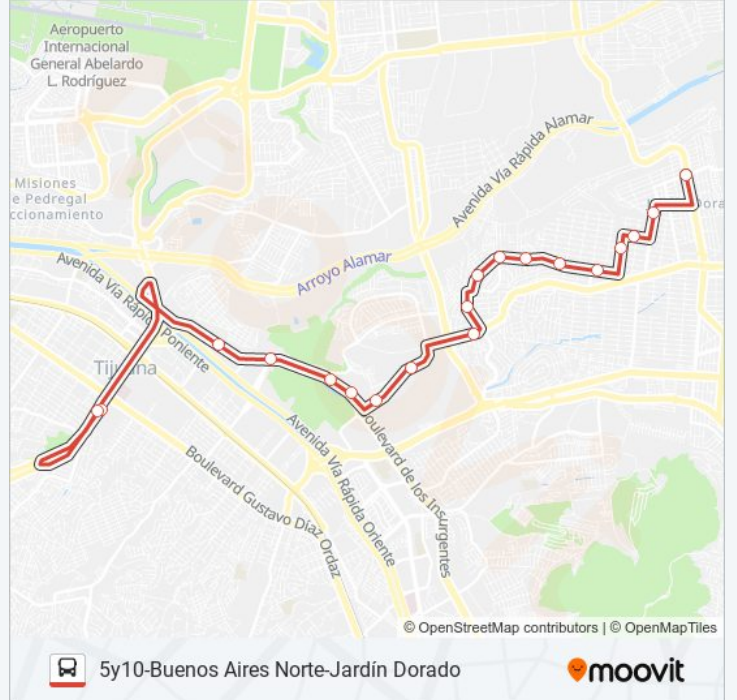 Aeropuerto
Internacional
General Abelardo
L. Rodríguez
Avenida Vía Rápida Alamar
Misiones
e Pedregal
ccionamiento
Dora
Arroyo Alamar
Avenida Vía Rápida Poniente
Tijuana
Avenida Vía Rápida Oriente
Boulevard de los Insurgentes
Boulevard Gustavo Díaz Ordaz
© OpenStreetMap contributors | © OpenMapTiles
5y10-Buenos Aires Norte-Jardín Dorado
moovit